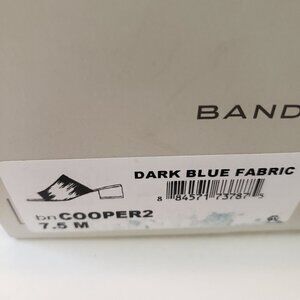 BAND
DARK BLUE FABRIC
8 84571 73787 5
bnCOOPER2
7.5 M